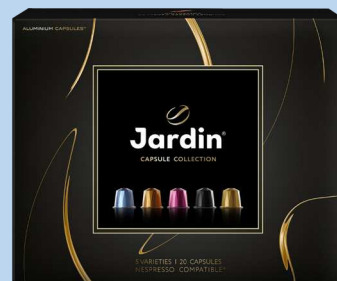 ALUMINIUM CAPSULES**
Jardin®
CAPSULE COLLECTION
5 VARIETIES | 20 CAPSULES
NESPRESSO COMPATIBLE**